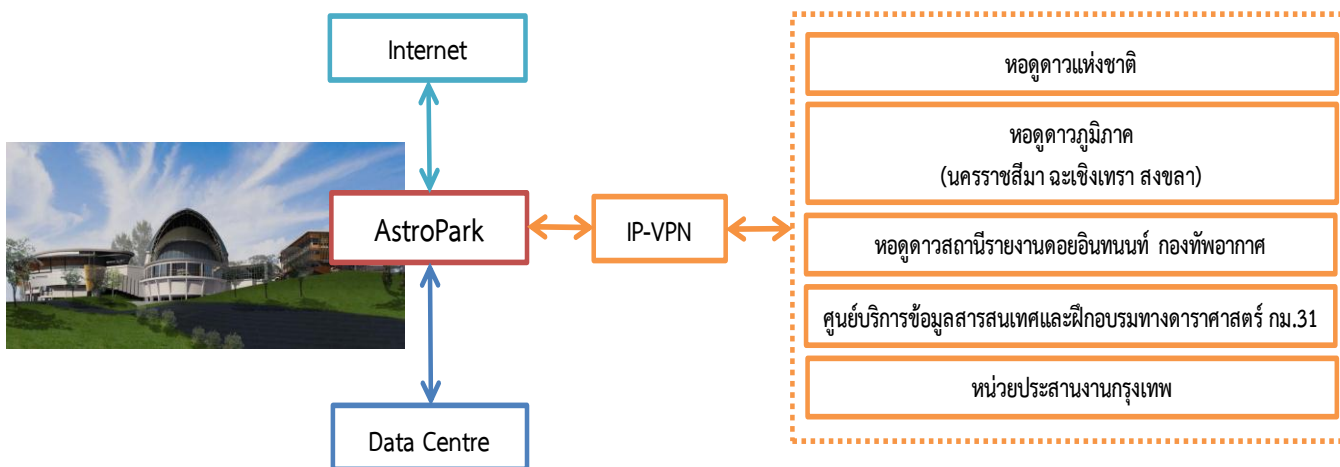 Internet
AstroPark
IP-VPN
Data Centre
หอดูดาวแห่งชาติ
หอดูดาวภูมิภาค
(นครราชสีมา ฉะเชิงเทรา สงขลา)
หอดูดาวสถานีรายงานดอยอินทนนท์ กองทัพอากาศ
ศูนย์บริการข้อมูลสารสนเทศและฝึกอบรมทางดาราศาสตร์ กม.31
หน่วยประสานงานกรุงเทพ